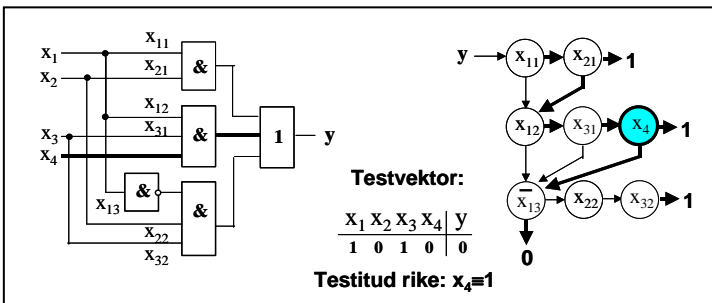 x₁
x₂
x₃
x₄
x₁₁
x₂₁
x₁₂
x₃₁
x₁₃
x₂₂
x₃₂
&
&
&
&
1
y
y
x₁₁
x₂₁
1
x₁₂
x₃₁
x₄
1
x̅₁₃
x₂₂
x₃₂
1
0
Testvektor:
x₁ x₂ x₃ x₄ y
1 0 1 0 0
Testitud rike: x₄≡1